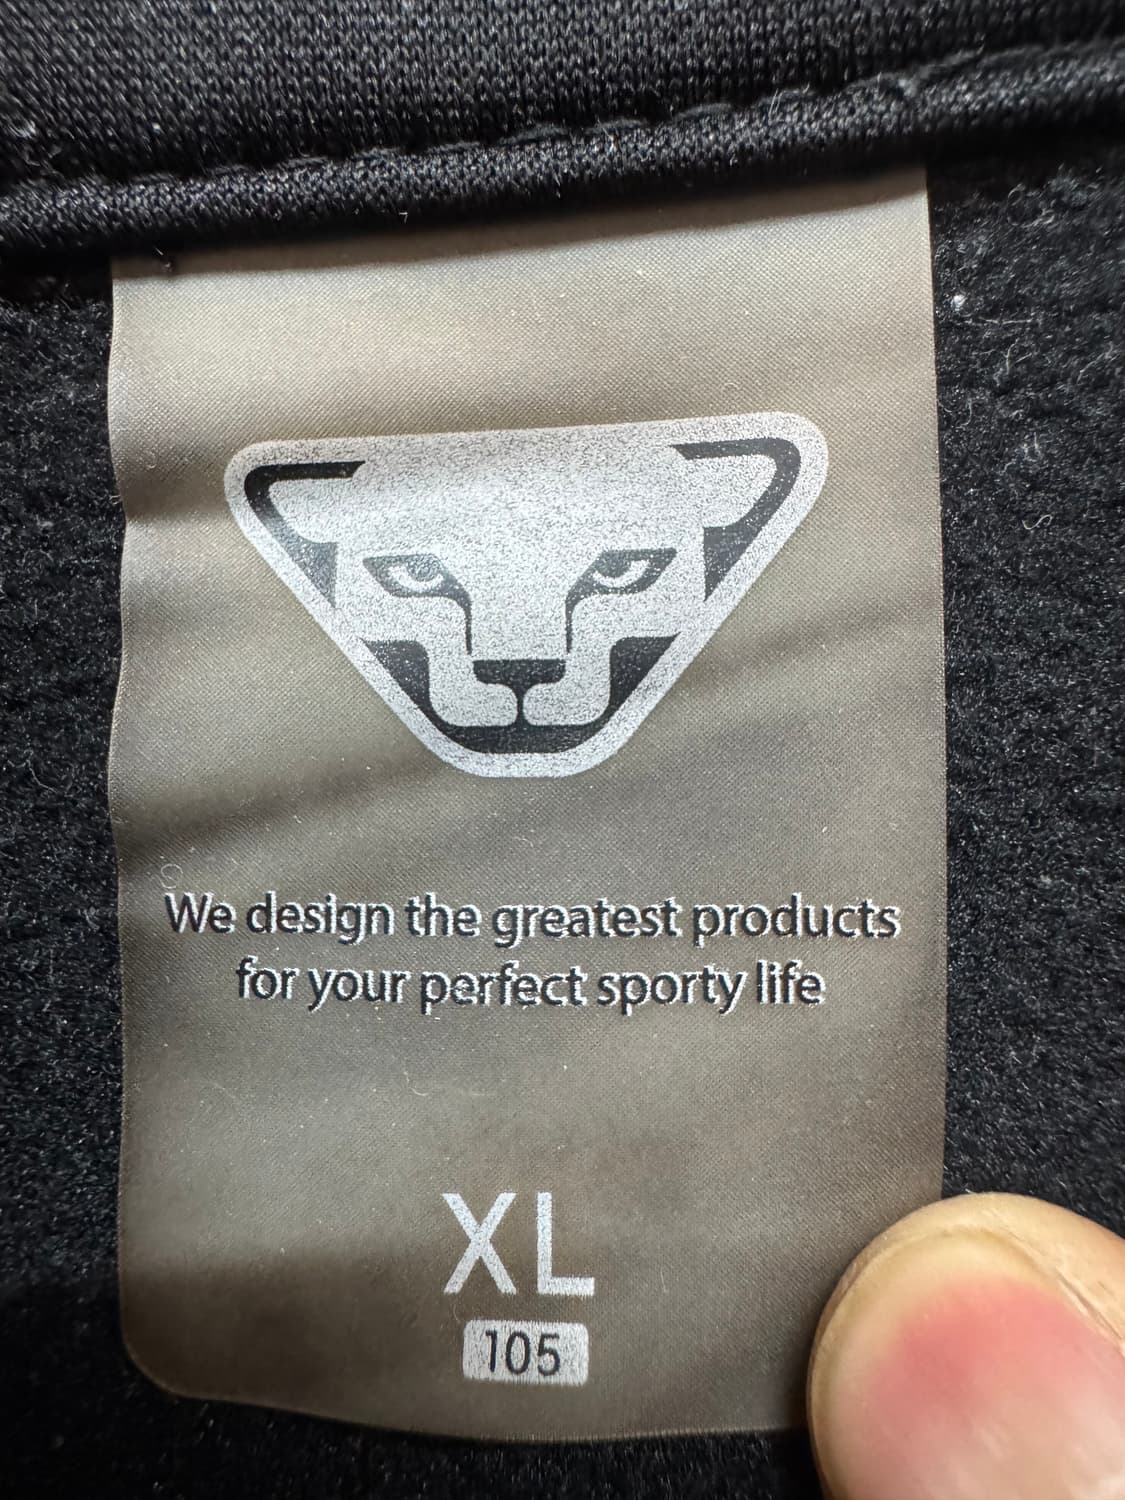 We design the greatest products
for your perfect sporty life
XL
105